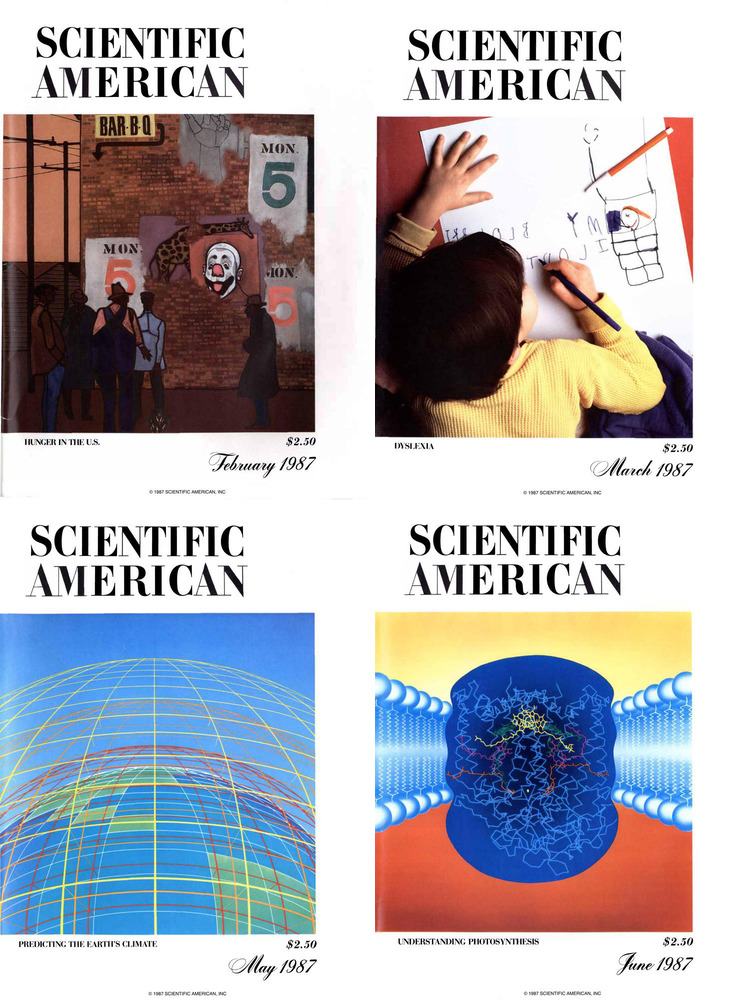 SCIENTIFIC
AMERICAN
BAR-B-Q
MON.
5
MON
5
MON.
5
HUNGER IN THE U.S.
$2.50
February 1987
© 1987 SCIENTIFIC AMERICAN, INC
SCIENTIFIC
AMERICAN
MY
DYSLEXIA
$2.50
March 1987
© 1987 SCIENTIFIC AMERICAN, INC
SCIENTIFIC
AMERICAN
PREDICTING THE EARTH'S CLIMATE
$2.50
May 1987
© 1987 SCIENTIFIC AMERICAN, INC
SCIENTIFIC
AMERICAN
UNDERSTANDING PHOTOSYNTHESIS
$2.50
June 1987
© 1987 SCIENTIFIC AMERICAN, INC